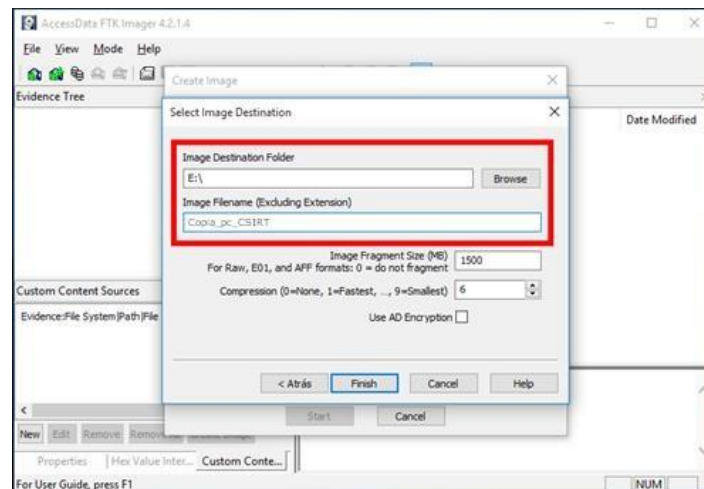 AccessData FTK Imager 4.2.1.4
File View Mode Help
Evidence Tree
Date Modified
Create Image
Select Image Destination
Image Destination Folder
E:\
Browse
Image Filename (Excluding Extension)
Copia_pc_CSIRT
Image Fragment Size (MB)
For Raw, E01, and AFF formats: 0 = do not fragment
1500
Compression (0=None, 1=Fastest, ..., 9=Smallest)
6
Use AD Encryption
< Atrás Finish Cancel Help
Start Cancel
Custom Content Sources
Evidence:File System|Path|File
New Edit Remove
Properties Hex Value Inter... Custom Conte...
For User Guide, press F1
NUM